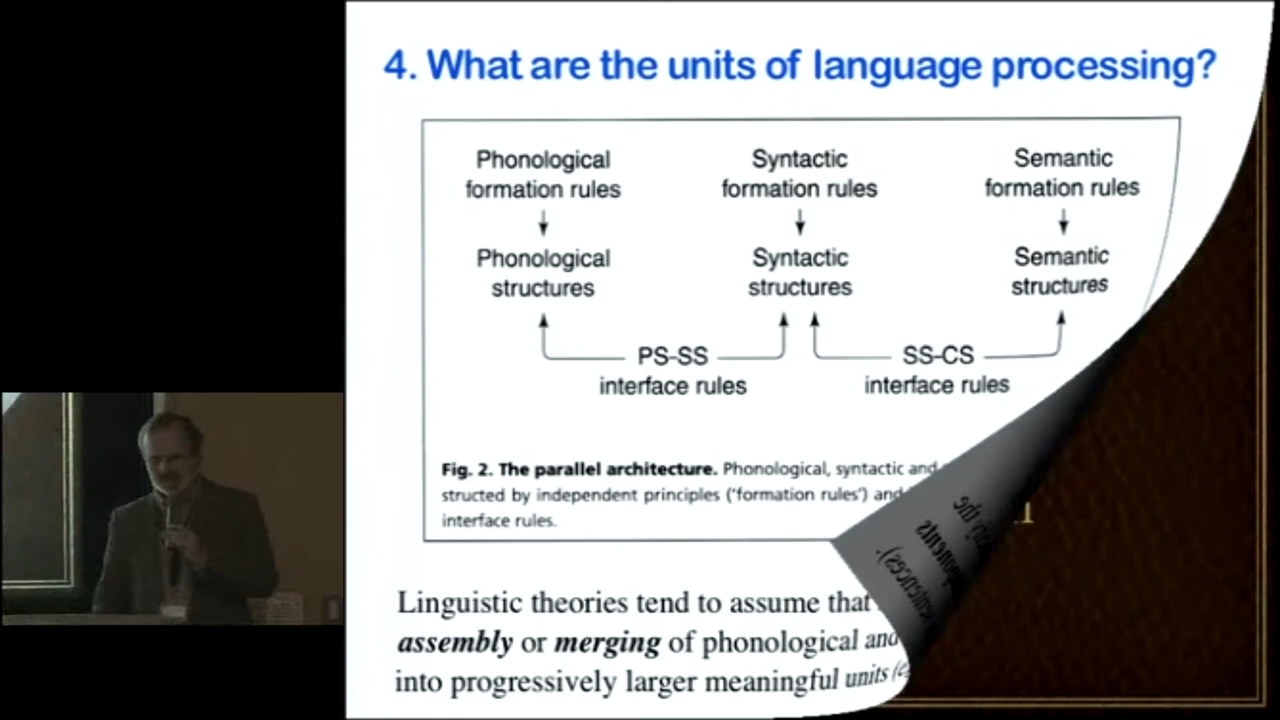 4. What are the units of language processing?
Phonological Syntactic Semantic
formation rules formation rules formation rules
Phonological Syntactic Semantic
structures structures structures
PS-SS SS-CS
interface rules interface rules
Fig. 2. The parallel architecture. Phonological, syntactic and
structed by independent principles ('formation rules') and
interface rules.
Linguistic theories tend to assume that
assembly or merging of phonological and
into progressively larger meaningful units